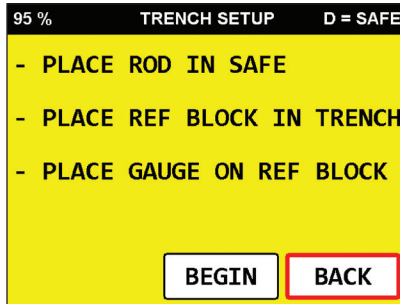 95 % TRENCH SETUP D = SAFE
- PLACE ROD IN SAFE
- PLACE REF BLOCK IN TRENCH
- PLACE GAUGE ON REF BLOCK
BEGIN BACK